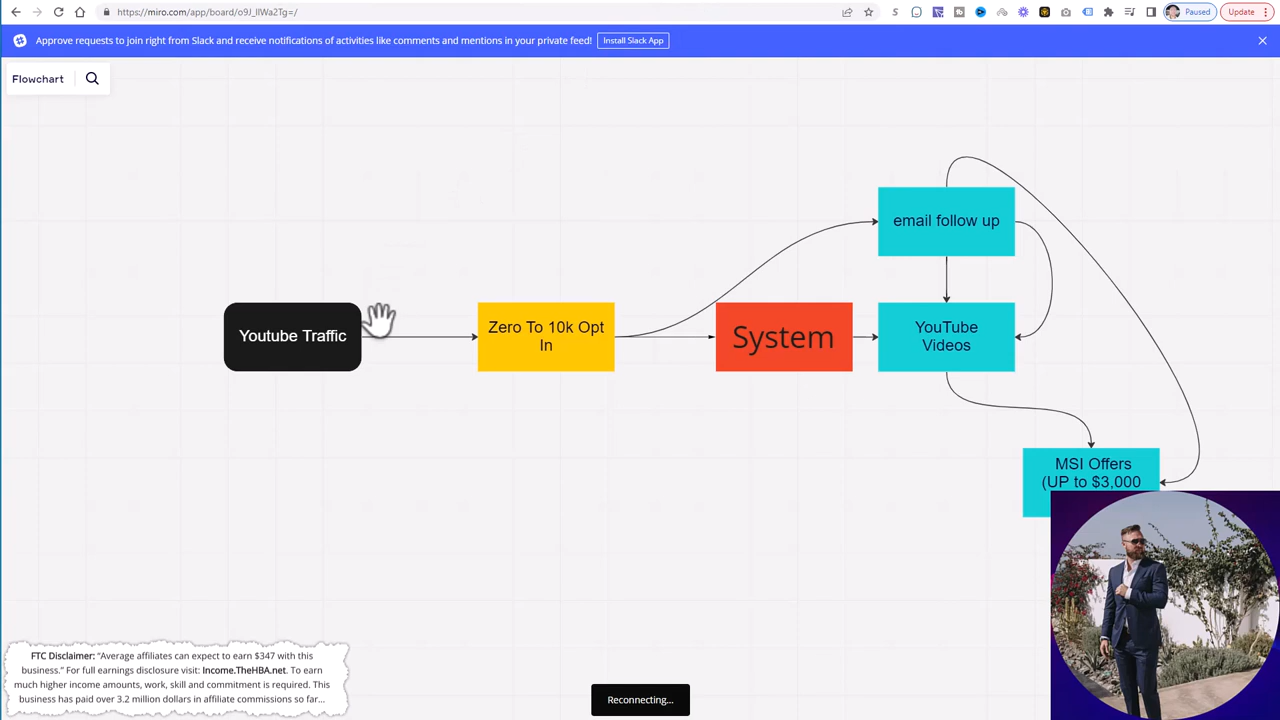 https://miro.com/app/board/o9J_lIWa2Tg=/
Paused
Update
Approve requests to join right from Slack and receive notifications of activities like comments and mentions in your private feed!
Install Slack App
Flowchart
email follow up
Youtube Traffic
Zero To 10k Opt
In
System
YouTube
Videos
MSI Offers
(UP to $3,000
FTC Disclaimer: “Average affiliates can expect to earn $347 with this
business.” For full earnings disclosure visit: Income.TheHBA.net. To earn
much higher income amounts, work, skill and commitment is required. This
business has paid over 3.2 million dollars in affiliate commissions so far...
Reconnecting...